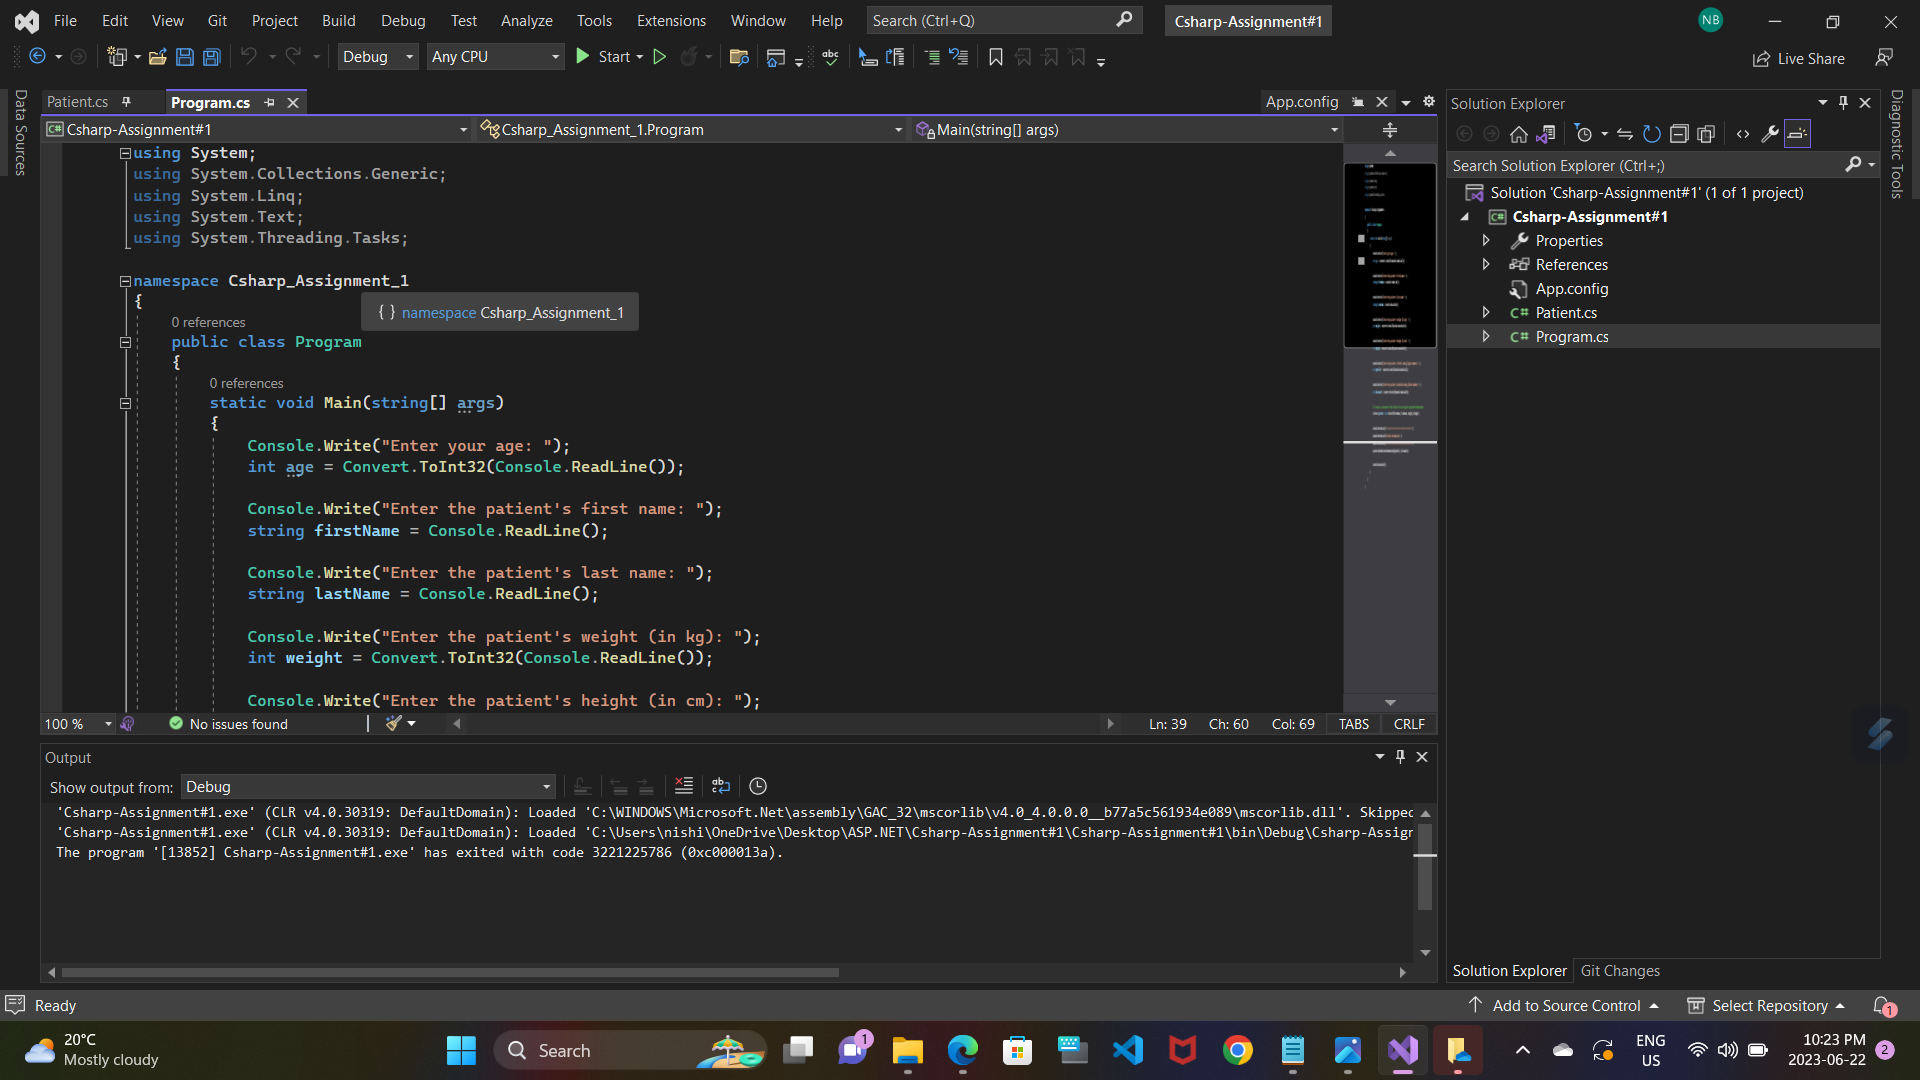 File Edit View Git Project Build Debug Test Analyze Tools Extensions Window Help Search (Ctrl+Q) Csharp-Assignment#1 NB
Debug Any CPU Start Live Share
Data Sources
Patient.cs Program.cs App.config
Csharp-Assignment#1 Csharp_Assignment_1.Program Main(string[] args)
using System;
using System.Collections.Generic;
using System.Linq;
using System.Text;
using System.Threading.Tasks;
namespace Csharp_Assignment_1
{
{ } namespace Csharp_Assignment_1
0 references
public class Program
{
0 references
static void Main(string[] args)
{
Console.Write("Enter your age: ");
int age = Convert.ToInt32(Console.ReadLine());
Console.Write("Enter the patient's first name: ");
string firstName = Console.ReadLine();
Console.Write("Enter the patient's last name: ");
string lastName = Console.ReadLine();
Console.Write("Enter the patient's weight (in kg): ");
int weight = Convert.ToInt32(Console.ReadLine());
Console.Write("Enter the patient's height (in cm): ");
100 % No issues found Ln: 39 Ch: 60 Col: 69 TABS CRLF
Output
Show output from: Debug
'Csharp-Assignment#1.exe' (CLR v4.0.30319: DefaultDomain): Loaded 'C:\WINDOWS\Microsoft.Net\assembly\GAC_32\mscorlib\v4.0_4.0.0.0__b77a5c561934e089\mscorlib.dll'. Skipped
'Csharp-Assignment#1.exe' (CLR v4.0.30319: DefaultDomain): Loaded 'C:\Users\nishi\OneDrive\Desktop\ASP.NET\Csharp-Assignment#1\Csharp-Assignment#1\bin\Debug\Csharp-Assign
The program '[13852] Csharp-Assignment#1.exe' has exited with code 3221225786 (0xc000013a).
Solution Explorer
Search Solution Explorer (Ctrl+;)
Solution 'Csharp-Assignment#1' (1 of 1 project)
Csharp-Assignment#1
Properties
References
App.config
C# Patient.cs
C# Program.cs
Solution Explorer Git Changes
Diagnostic Tools
Ready Add to Source Control Select Repository 1
20°C
Mostly cloudy
Search
1
ENG
US
10:23 PM
2023-06-22
2